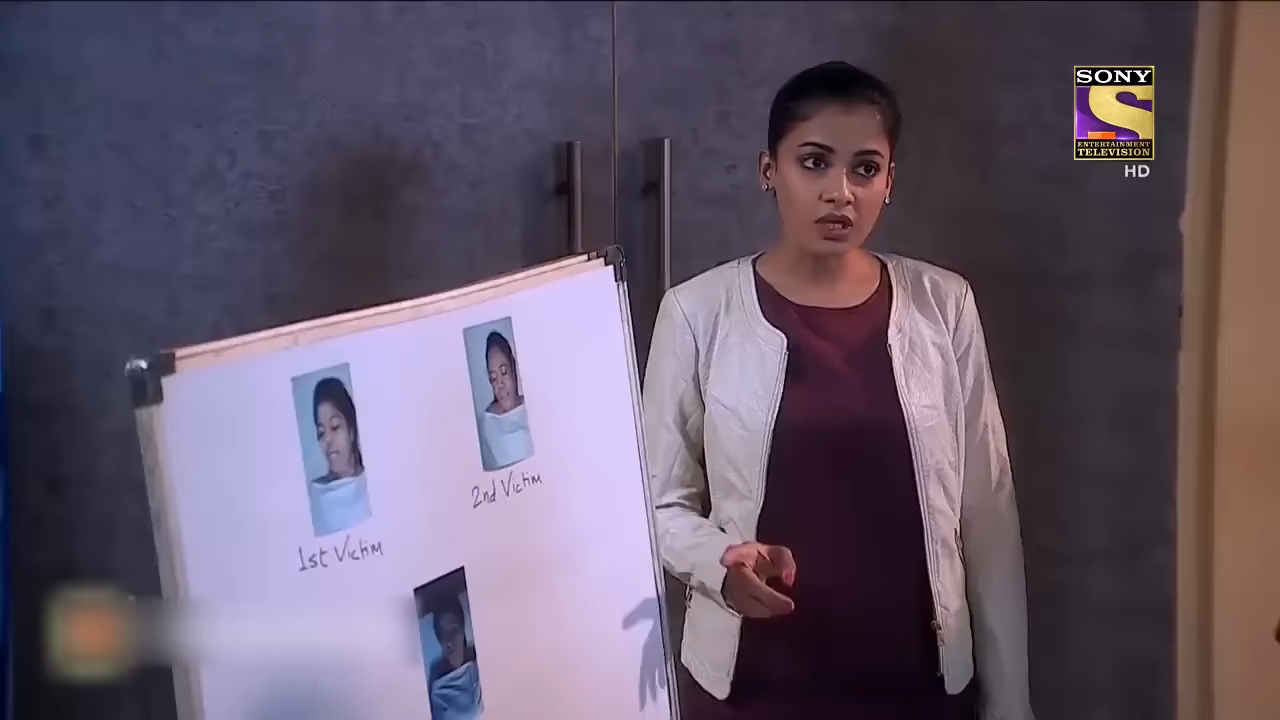 SONY
ENTERTAINMENT
TELEVISION
HD
2nd Victim
1st Victim